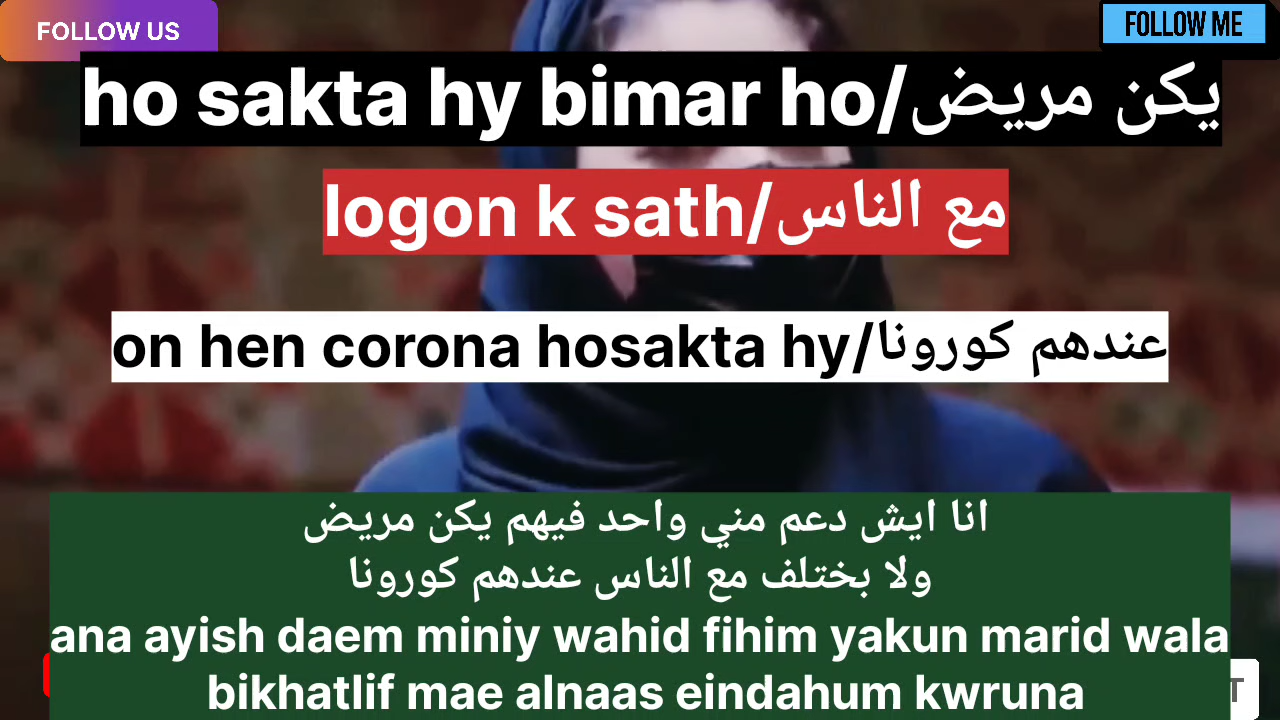 FOLLOW US
FOLLOW ME
ho sakta hy bimar ho/يكن مريض
logon k sath/مع الناس
on hen corona hosakta hy/عندهم كورونا
انا ايش دعم مني واحد فيهم يكن مريض
ولا بختلف مع الناس عندهم كورونا
ana ayish daem miniy wahid fihim yakun marid wala
bikhatlif mae alnaas eindahum kwruna